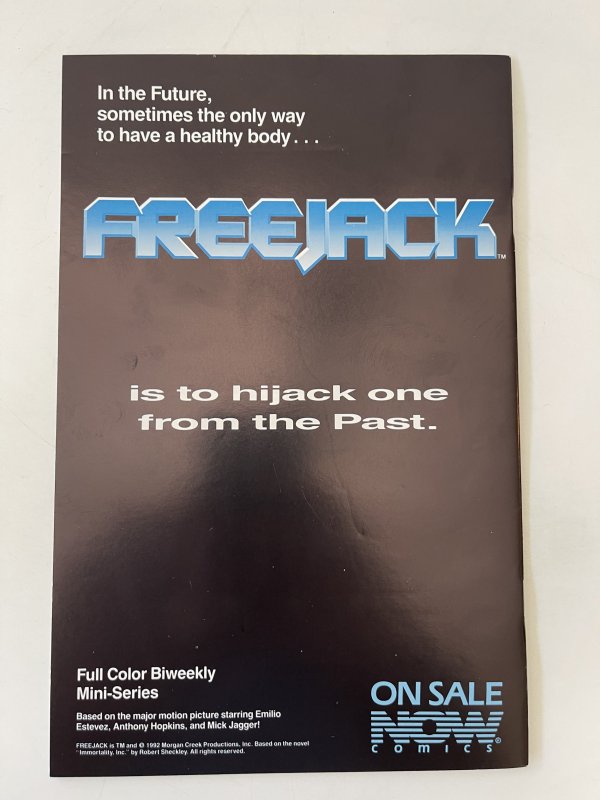 In the Future,
sometimes the only way
to have a healthy body...
FREEJACK™
is to hijack one
from the Past.
Full Color Biweekly
Mini-Series
Based on the major motion picture starring Emilio
Estevez, Anthony Hopkins, and Mick Jagger!
FREEJACK is TM and © 1992 Morgan Creek Productions, Inc. Based on the novel
"Immortality, Inc." by Robert Sheckley. All rights reserved.
ON SALE
NOW®
COMICS